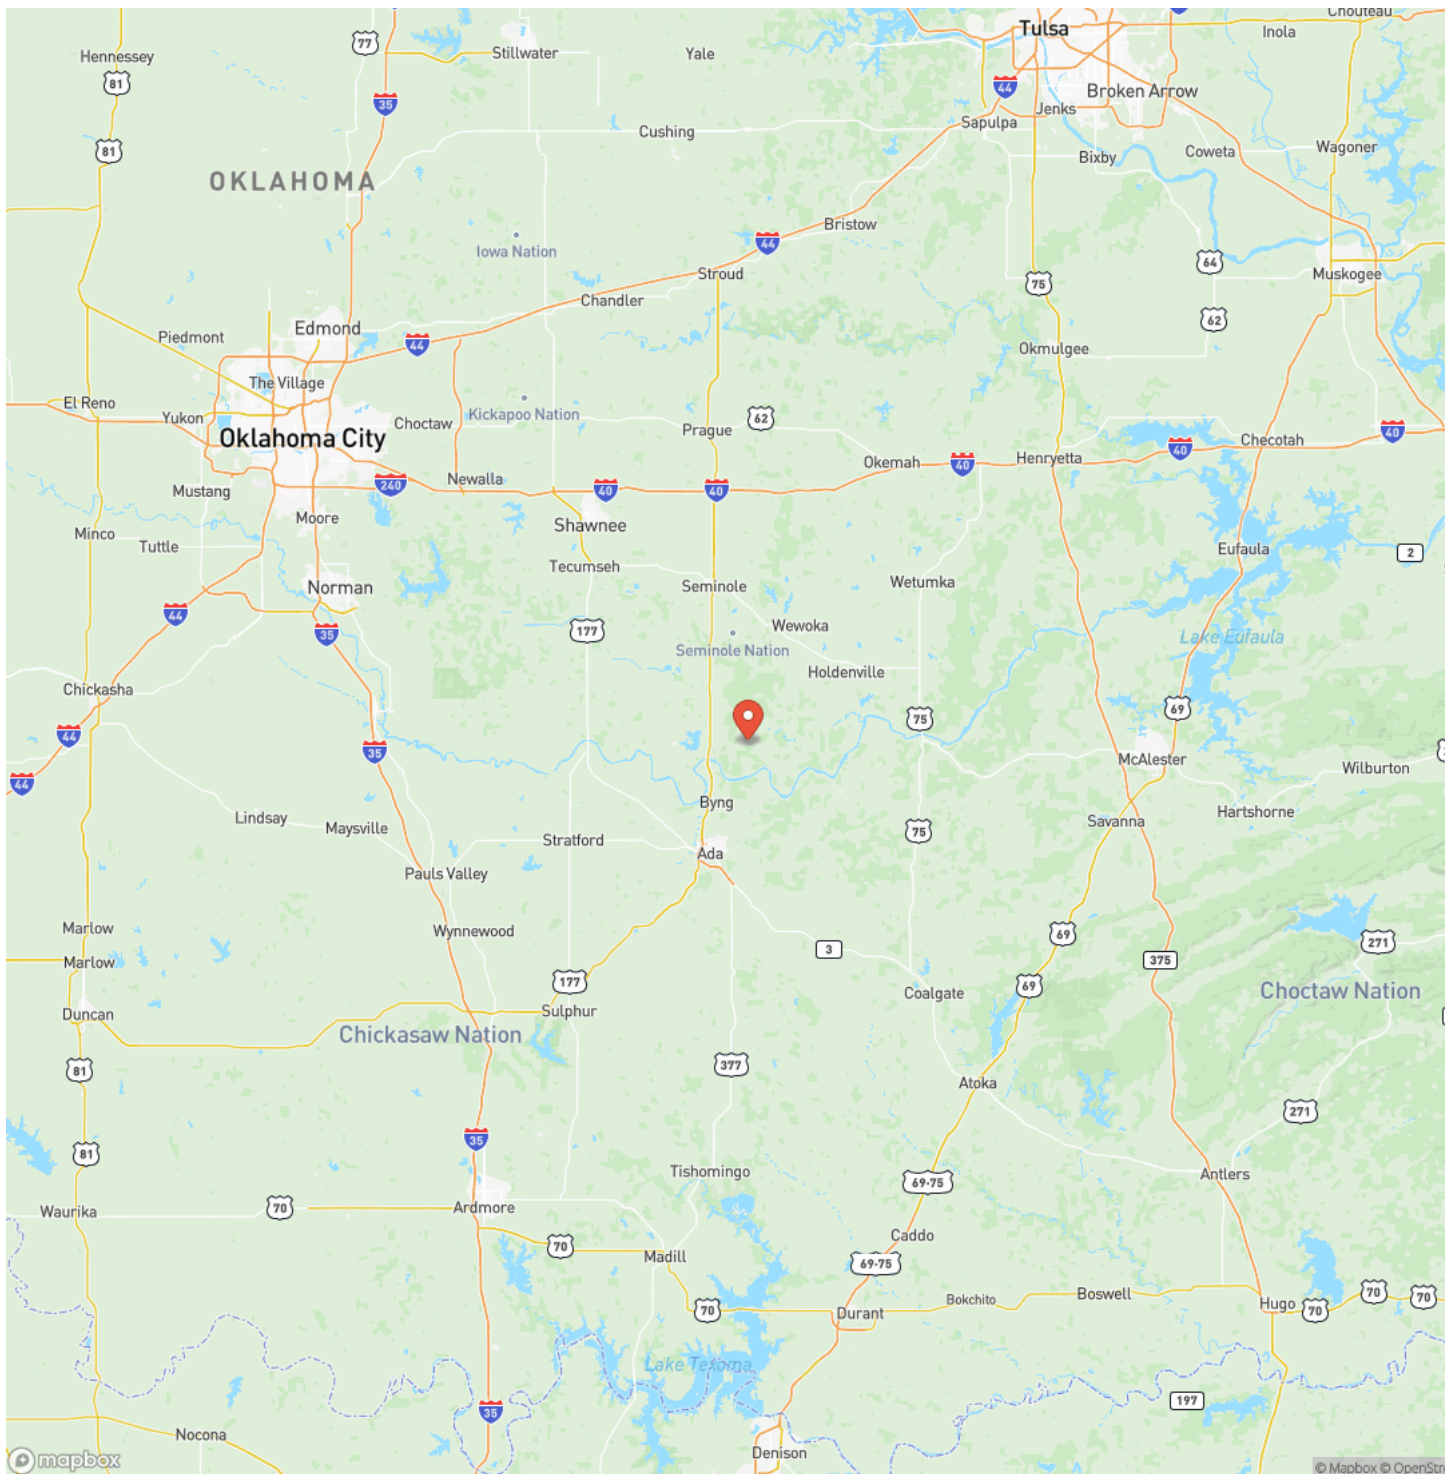 Tulsa
Chouteau
Inola
77
Hennessey
Stillwater
Yale
81
44
Broken Arrow
35
Jenks
Sapulpa
Cushing
Wagoner
81
Bixby
Coweta
OKLAHOMA
Bristow
44
Iowa Nation
64
Stroud
Muskogee
75
Chandler
62
Edmond
Piedmont
44
Okmulgee
The Village
El Reno
Yukon
Kickapoo Nation
62
Choctaw
Prague
40
Oklahoma City
Checotah
40
Henryetta
Okemah
40
Newalla
240
40
40
Mustang
Moore
Shawnee
Minco
Tuttle
Eufaula
2
Tecumseh
Norman
Seminole
Wetumka
44
35
177
Wewoka
Lake Eufaula
Seminole Nation
Holdenville
Chickasha
69
75
44
35
McAlester
Wilburton
44
Byng
Hartshorne
Lindsay
Maysville
Savanna
75
Stratford
Ada
Pauls Valley
Marlow
Wynnewood
69
271
3
Marlow
375
177
69
Coalgate
Choctaw Nation
Duncan
Sulphur
Chickasaw Nation
81
377
Atoka
271
35
81
Tishomingo
Antlers
69-75
70
Ardmore
Waurika
Caddo
70
Madill
69-75
Boswell
70
70
Bokchito
Hugo
70
70
Durant
Lake Texoma
197
35
Nocona
Denison
mapbox
© Mapbox © OpenStr